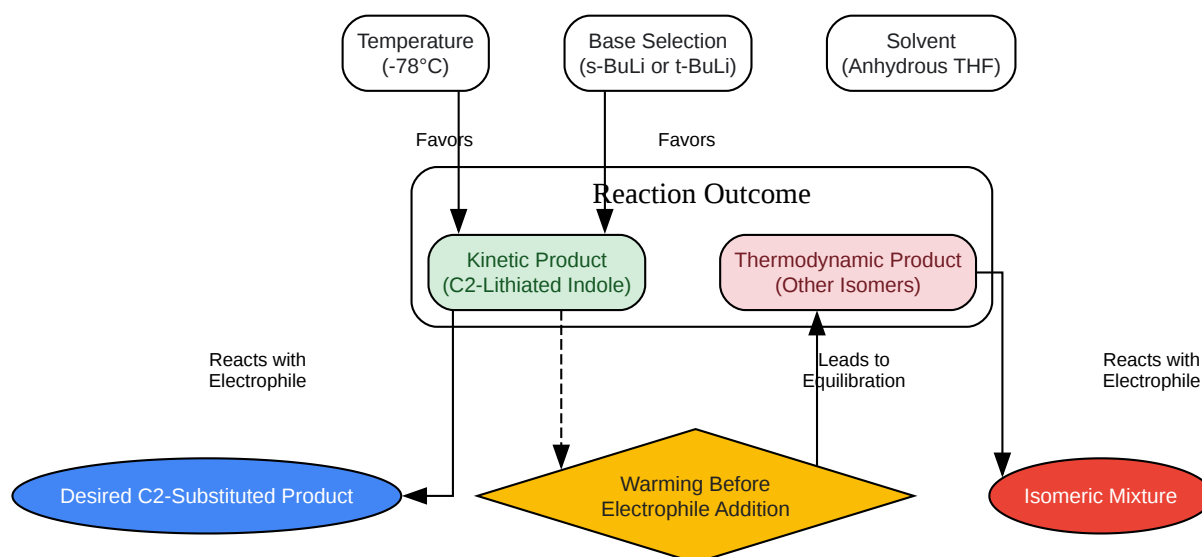 Temperature
(-78°C)
Base Selection
(s-BuLi or t-BuLi)
Solvent
(Anhydrous THF)
Favors
Favors
Reaction Outcome
Kinetic Product
(C2-Lithiated Indole)
Thermodynamic Product
(Other Isomers)
Reacts with
Electrophile
Leads to
Equilibration
Reacts with
Electrophile
Desired C2-Substituted Product
Warming Before
Electrophile Addition
Isomeric Mixture